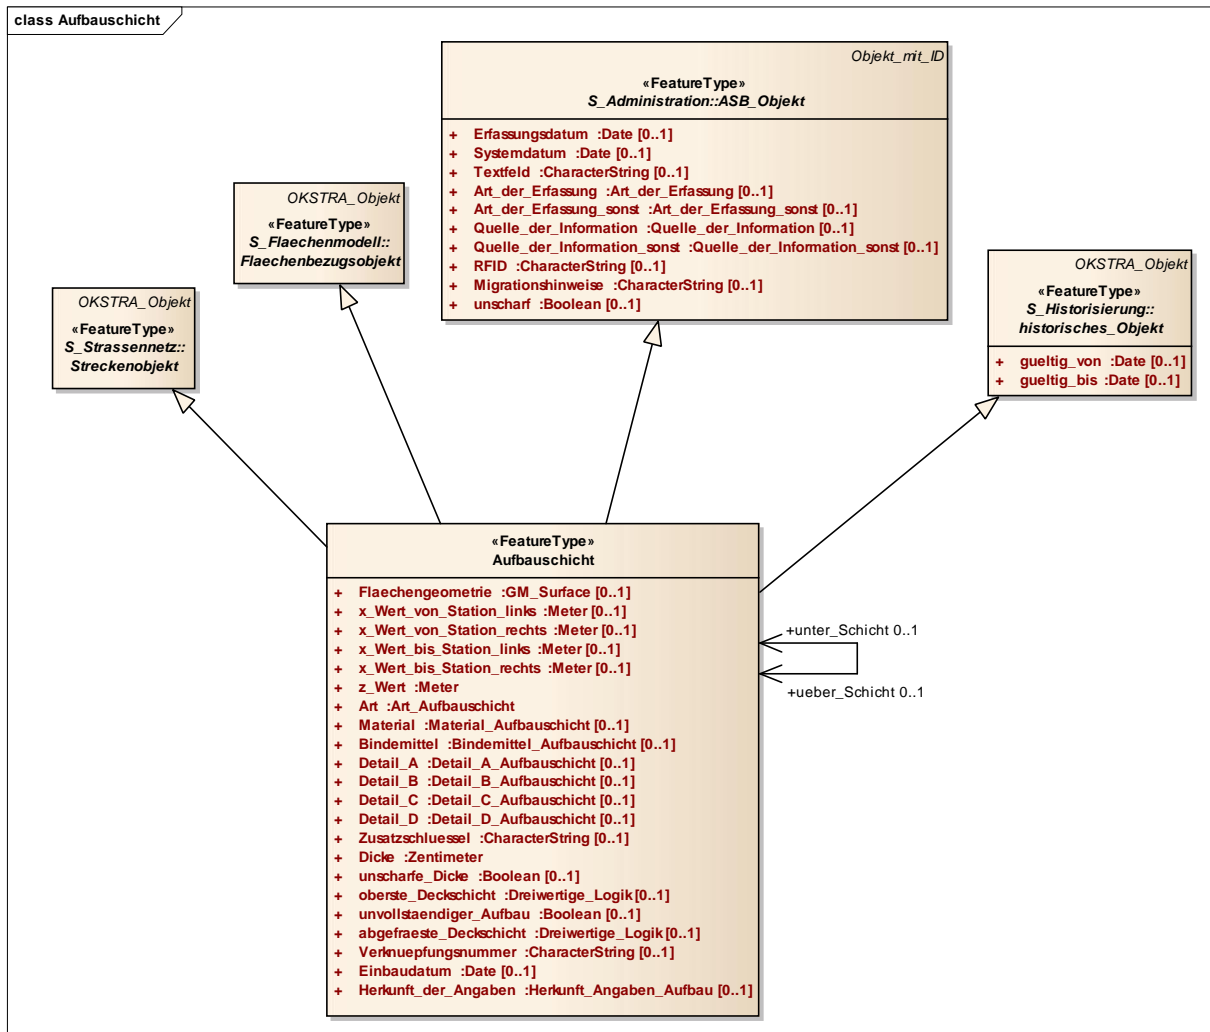 class Aufbauschicht
Objekt_mit_ID
«FeatureType»
S_Administration::ASB_Objekt
+ Erfassungsdatum :Date [0..1]
+ Systemdatum :Date [0..1]
+ Textfeld :CharacterString [0..1]
+ Art_der_Erfassung :Art_der_Erfassung [0..1]
+ Art_der_Erfassung_sonst :Art_der_Erfassung_sonst [0..1]
+ Quelle_der_Information :Quelle_der_Information [0..1]
+ Quelle_der_Information_sonst :Quelle_der_Information_sonst [0..1]
+ RFID :CharacterString [0..1]
+ Migrationshinweise :CharacterString [0..1]
+ unscharf :Boolean [0..1]
OKSTRA_Objekt
«FeatureType»
S_Flaechenmodell::
Flaechenbezugsobjekt
OKSTRA_Objekt
«FeatureType»
S_Historisierung::
historisches_Objekt
+ gueltig_von :Date [0..1]
+ gueltig_bis :Date [0..1]
OKSTRA_Objekt
«FeatureType»
S_Strassennetz::
Streckenobjekt
«FeatureType»
Aufbauschicht
+ Flaechengeometrie :GM_Surface [0..1]
+ x_Wert_von_Station_links :Meter [0..1]
+ x_Wert_von_Station_rechts :Meter [0..1]
+ x_Wert_bis_Station_links :Meter [0..1]
+ x_Wert_bis_Station_rechts :Meter [0..1]
+ z_Wert :Meter
+ Art :Art_Aufbauschicht
+ Material :Material_Aufbauschicht [0..1]
+ Bindemittel :Bindemittel_Aufbauschicht [0..1]
+ Detail_A :Detail_A_Aufbauschicht [0..1]
+ Detail_B :Detail_B_Aufbauschicht [0..1]
+ Detail_C :Detail_C_Aufbauschicht [0..1]
+ Detail_D :Detail_D_Aufbauschicht [0..1]
+ Zusatzschluessel :CharacterString [0..1]
+ Dicke :Zentimeter
+ unscharfe_Dicke :Boolean [0..1]
+ oberste_Deckschicht :Dreiwertige_Logik [0..1]
+ unvollstaendiger_Aufbau :Boolean [0..1]
+ abgefraeste_Deckschicht :Dreiwertige_Logik [0..1]
+ Verknuepfungsnummer :CharacterString [0..1]
+ Einbaudatum :Date [0..1]
+ Herkunft_der_Angaben :Herkunft_Angaben_Aufbau [0..1]
+unter_Schicht 0..1
+ueber_Schicht 0..1